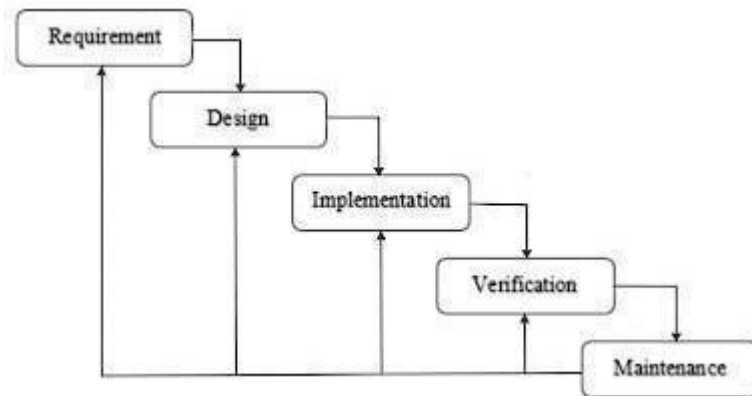 Requirement
Design
Implementation
Verification
Maintenance